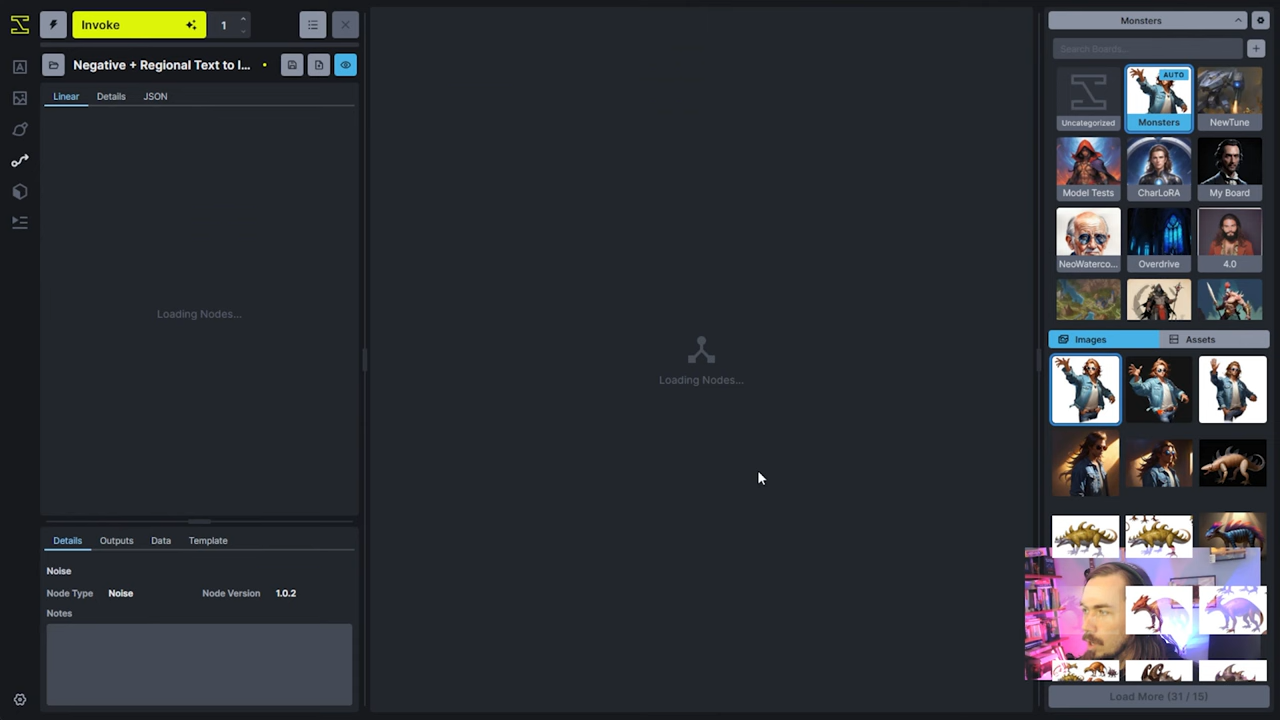 Invoke
1
Monsters
Negative + Regional Text to I...
Search Boards...
Linear
Details
JSON
AUTO
Uncategorized
Monsters
NewTune
Model Tests
CharLoRA
My Board
NeoWaterco...
Overdrive
4.0
Loading Nodes...
Loading Nodes...
Images
Assets
Details
Outputs
Data
Template
Noise
Node Type
Noise
Node Version
1.0.2
Notes
Load More (31 / 15)